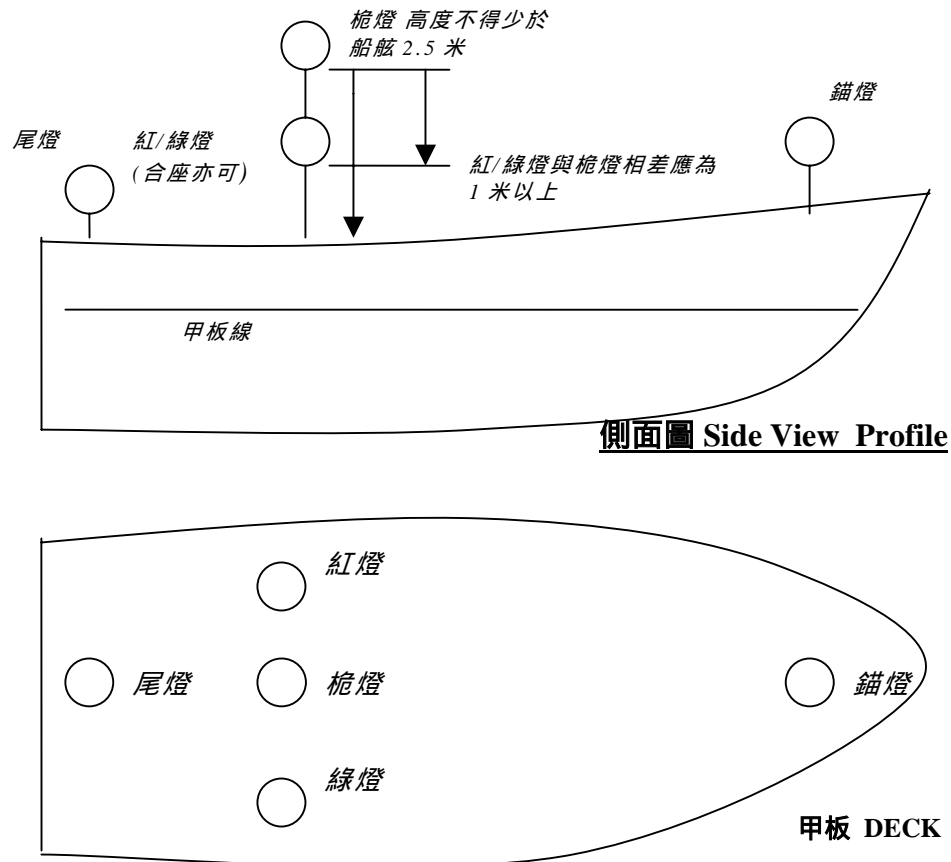 桅燈 高度不得少於
船舷 2.5 米
錨燈
尾燈
紅/綠燈
(合座亦可)
紅/綠燈與桅燈相差應為
1 米以上
甲板線
側面圖 Side View Profile
紅燈
尾燈
桅燈
錨燈
綠燈
甲板 DECK